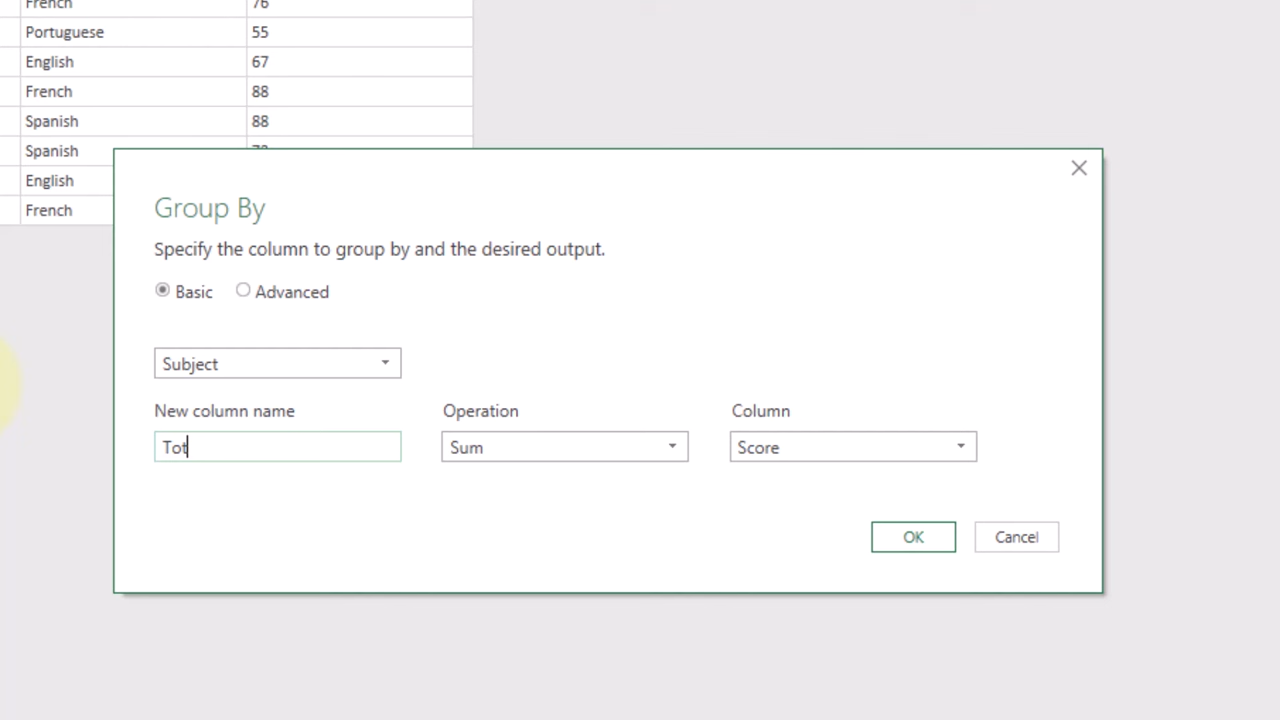 French 76
Portuguese 55
English 67
French 88
Spanish 88
Spanish
English
French
Group By
Specify the column to group by and the desired output.
Basic Advanced
Subject
New column name Operation Column
Tot Sum Score
OK Cancel